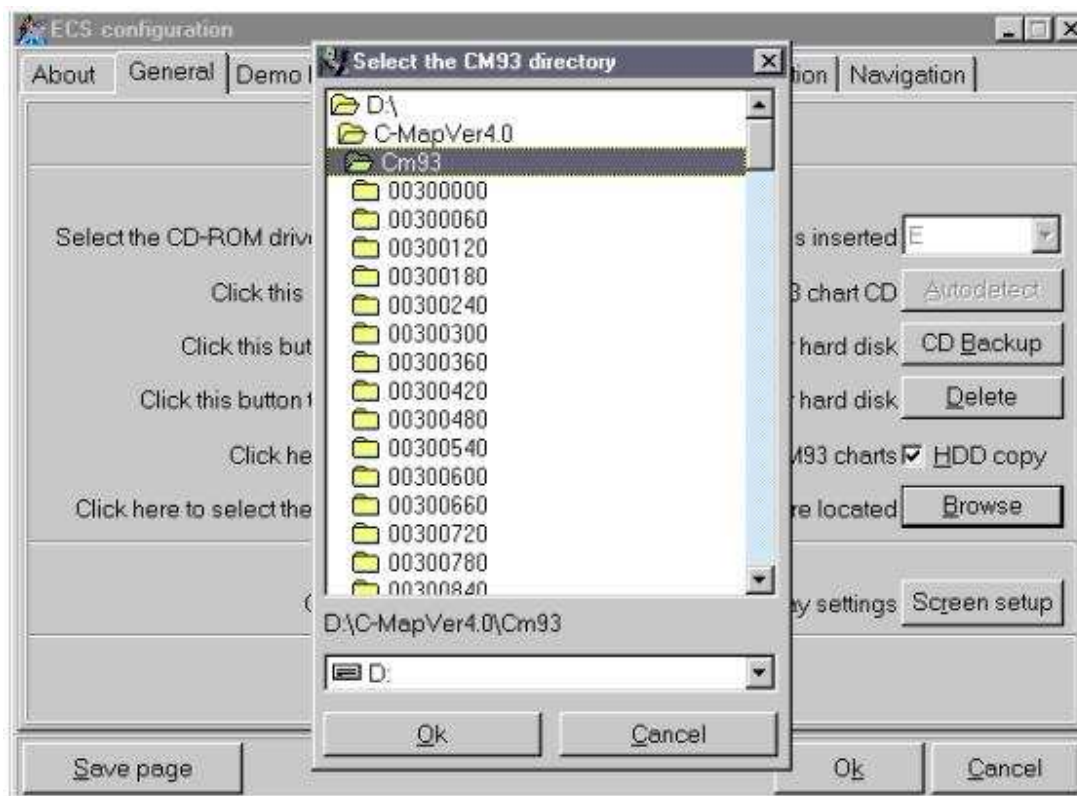 ECS configuration
About General Demo tion Navigation
Select the CM93 directory
D:\
C-MapVer4.0
Cm93
00300000
00300060
00300120
00300180
00300240
00300300
00300360
00300420
00300480
00300540
00300600
00300660
00300720
00300780
00300840
D:\C-MapVer4.0\Cm93
D:
Ok Cancel
Select the CD-ROM driv s inserted E
Click this 3 chart CD Autodetect
Click this but r hard disk CD Backup
Click this button t r hard disk Delete
Click he M93 charts HDD copy
Click here to select the re located Browse
ay settings Screen setup
Save page Ok Cancel